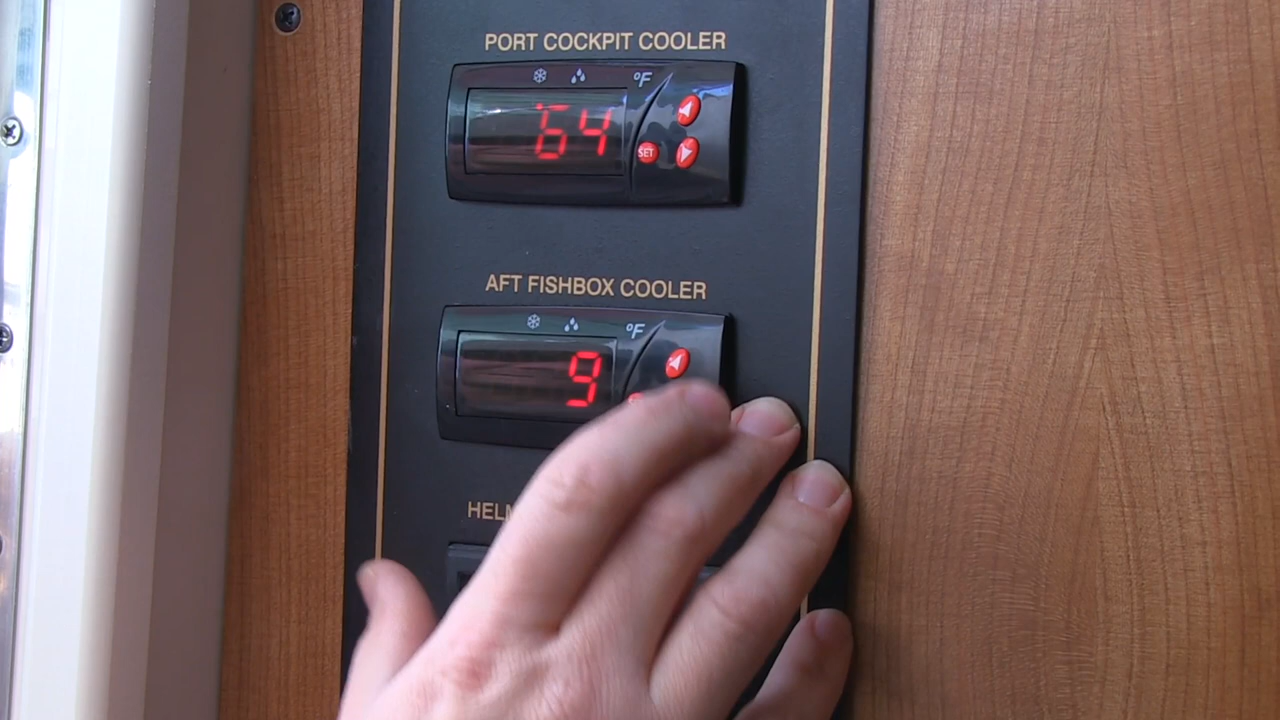 PORT COCKPIT COOLER
°F
64
SET
AFT FISHBOX COOLER
°F
9